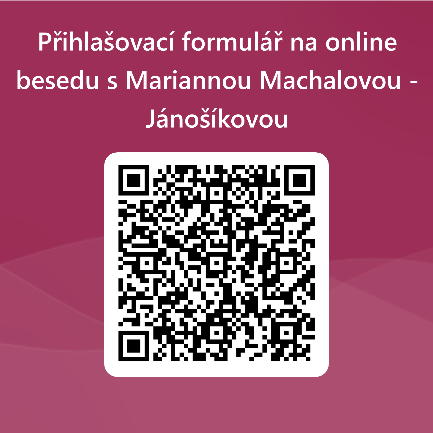 Přihlašovací formulář na online
besedu s Mariannou Machalovou -
Jánošíkovou